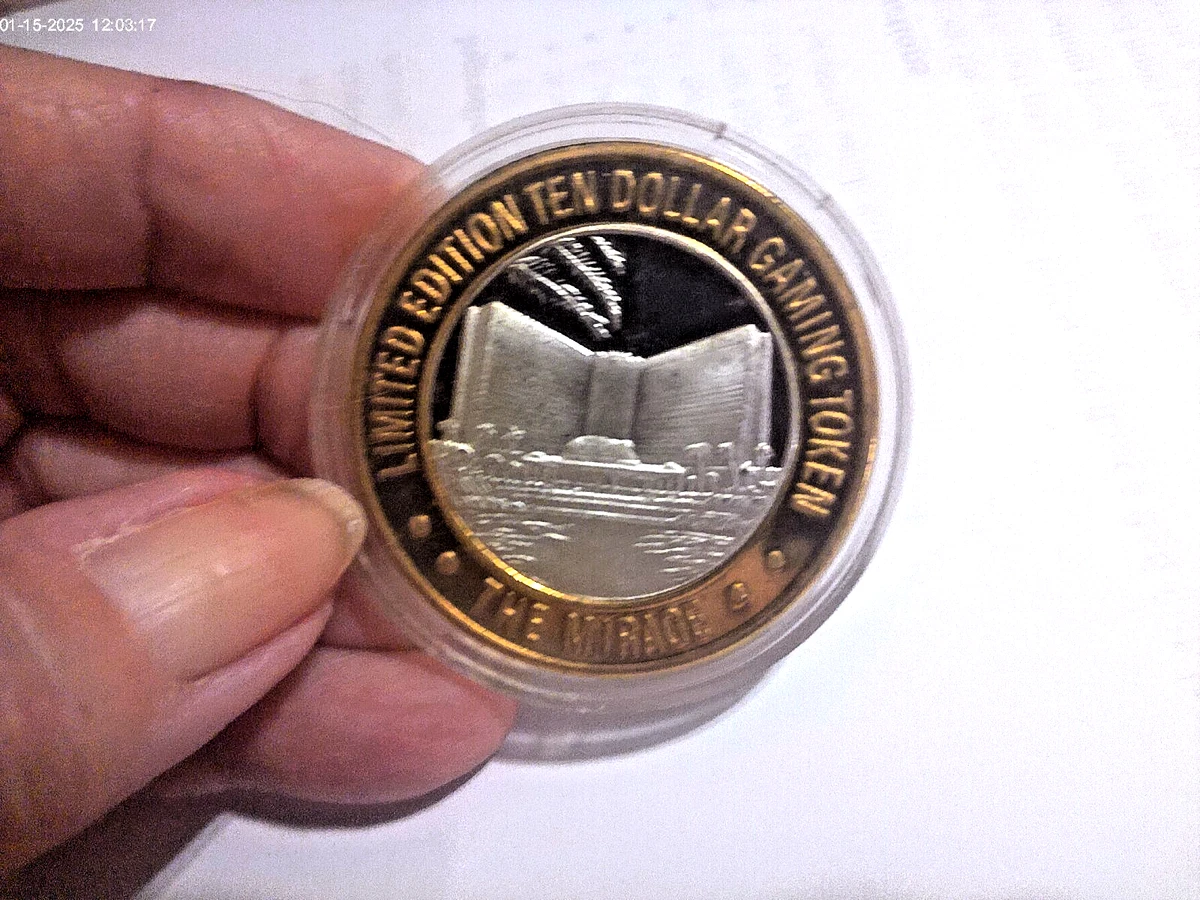 01-15-2025 12:03:17
LIMITED EDITION TEN DOLLAR GAMING TOKEN
THE MIRAGE